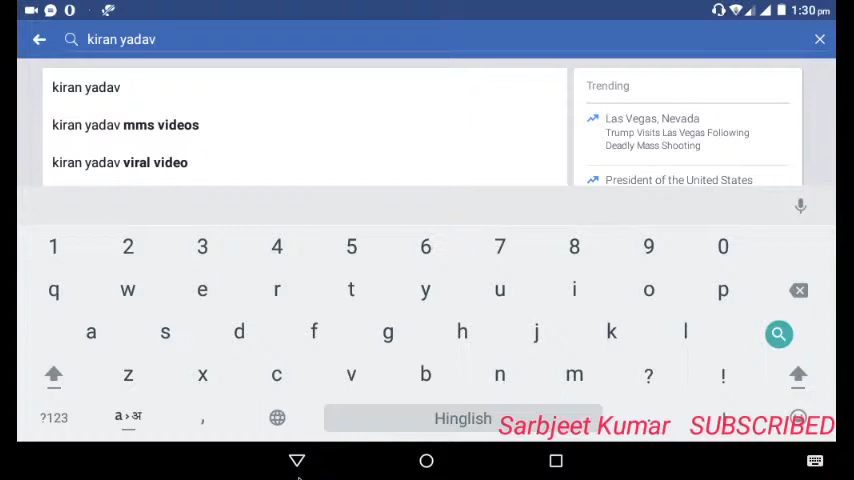 1:30 pm
kiran yadav
kiran yadav
kiran yadav mms videos
kiran yadav viral video
Trending
Las Vegas, Nevada
Trump Visits Las Vegas Following
Deadly Mass Shooting
President of the United States
1 2 3 4 5 6 7 8 9 0
q w e r t y u i o p
a s d f g h j k l
z x c v b n m ? !
?123 a›अ , Hinglish .
Sarbjeet Kumar SUBSCRIBED